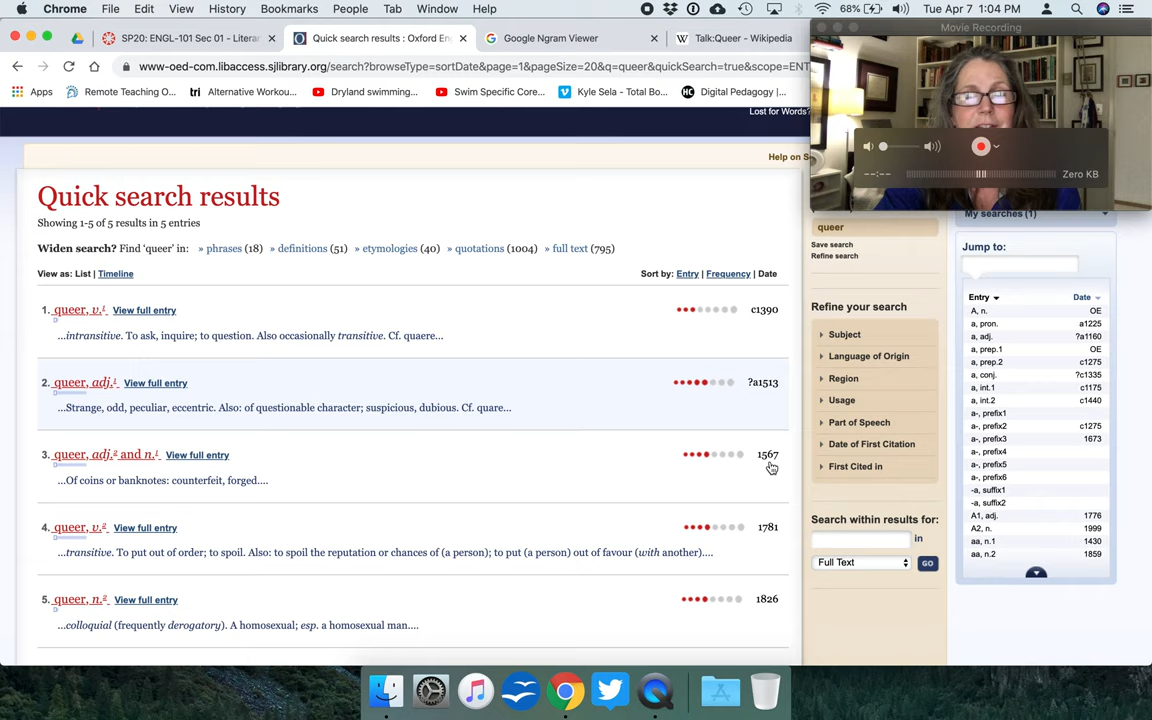 Chrome File Edit View History Bookmarks People Tab Window Help 68% Tue Apr 7 1:04 PM
SP20: ENGL-101 Sec 01 - Literar × Quick search results : Oxford En × Google Ngram Viewer × Talk:Queer - Wikipedia
Movie Recording
www-oed-com.libaccess.sjlibrary.org/search?browseType=sortDate&page=1&pageSize=20&q=queer&quickSearch=true&scope=ENT
Apps Remote Teaching O... tri Alternative Workou... Dryland swimming... Swim Specific Core... Kyle Sela - Total Bo... HC Digital Pedagogy |...
Lost for Words?
--:-- Zero KB
Help on S
Quick search results
Showing 1-5 of 5 results in 5 entries
Widen search? Find 'queer' in: » phrases (18) » definitions (51) » etymologies (40) » quotations (1004) » full text (795)
View as: List | Timeline Sort by: Entry | Frequency | Date
1. queer, v.1 View full entry c1390
...intransitive. To ask, inquire; to question. Also occasionally transitive. Cf. quaere...
2. queer, adj.1 View full entry ?a1513
...Strange, odd, peculiar, eccentric. Also: of questionable character; suspicious, dubious. Cf. quare...
3. queer, adj.2 and n.1 View full entry 1567
...Of coins or banknotes: counterfeit, forged....
4. queer, v.2 View full entry 1781
...transitive. To put out of order; to spoil. Also: to spoil the reputation or chances of (a person); to put (a person) out of favour (with another)....
5. queer, n.2 View full entry 1826
...colloquial (frequently derogatory). A homosexual; esp. a homosexual man....
queer
Save search
Refine search
Refine your search
Subject
Language of Origin
Region
Usage
Part of Speech
Date of First Citation
First Cited in
Search within results for:
in
Full Text GO
My searches (1)
Jump to:
Entry Date
A, n. OE
a, pron. a1225
a, adj. ?a1160
a, prep.1 OE
a, prep.2 c1275
a, conj. ?c1335
a, int.1 c1175
a, int.2 c1440
a-, prefix1
a-, prefix2 c1275
a-, prefix3 1673
a-, prefix4
a-, prefix5
a-, prefix6
-a, suffix1
-a, suffix2
A1, adj. 1776
A2, n. 1999
aa, n.1 1430
aa, n.2 1859